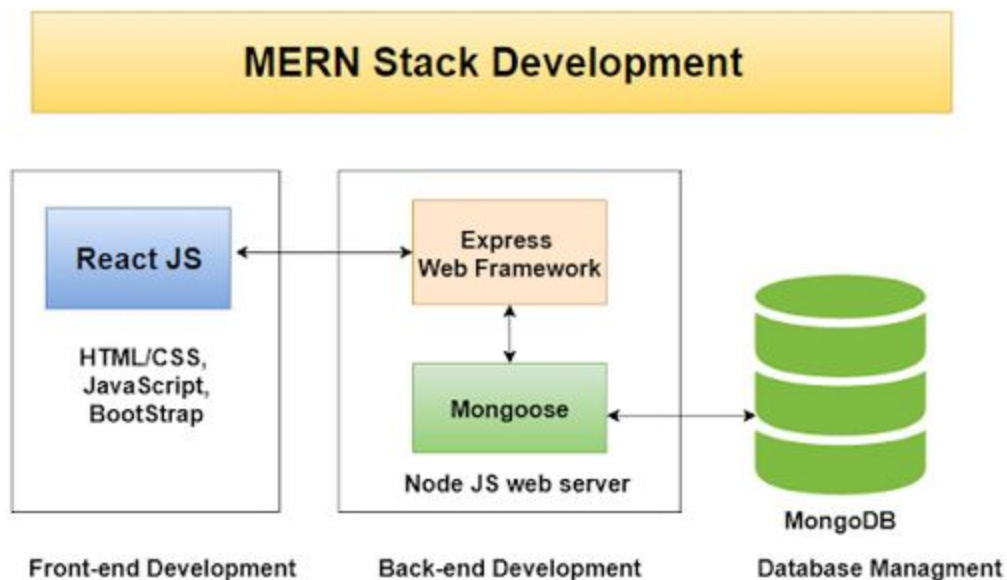 MERN Stack Development
React JS
HTML/CSS,
JavaScript,
BootStrap
Express
Web Framework
Mongoose
Node JS web server
MongoDB
Front-end Development
Back-end Development
Database Managment